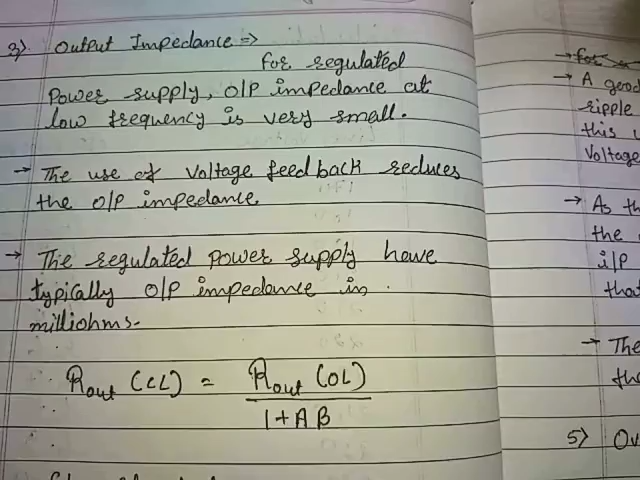 3). Output Impedance ⇒
for regulated
Power supply, O/P impedance at
low frequency is very small.
→ The use of Voltage feedback reduces
the O/P impedance.
→ The regulated power supply have
typically O/P impedance in
milliohms.
Rout (CL) = Rout (OL)
1 + A B
→ A good
ripple
this
Voltage
→ As th
the
i/P
that
→ The
the
5) Ov